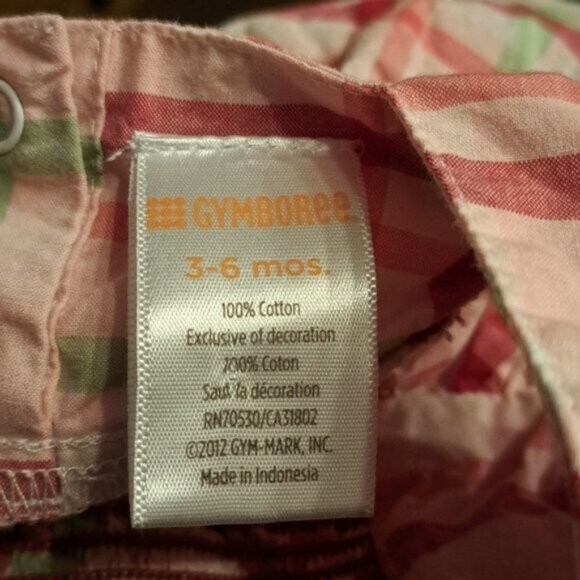 GYMBOREE
3-6 mos.
100% Cotton
Exclusive of decoration
100% Coton
Sauf la décoration
RN70530/CA31802
©2012 GYM-MARK, INC.
Made in Indonesia